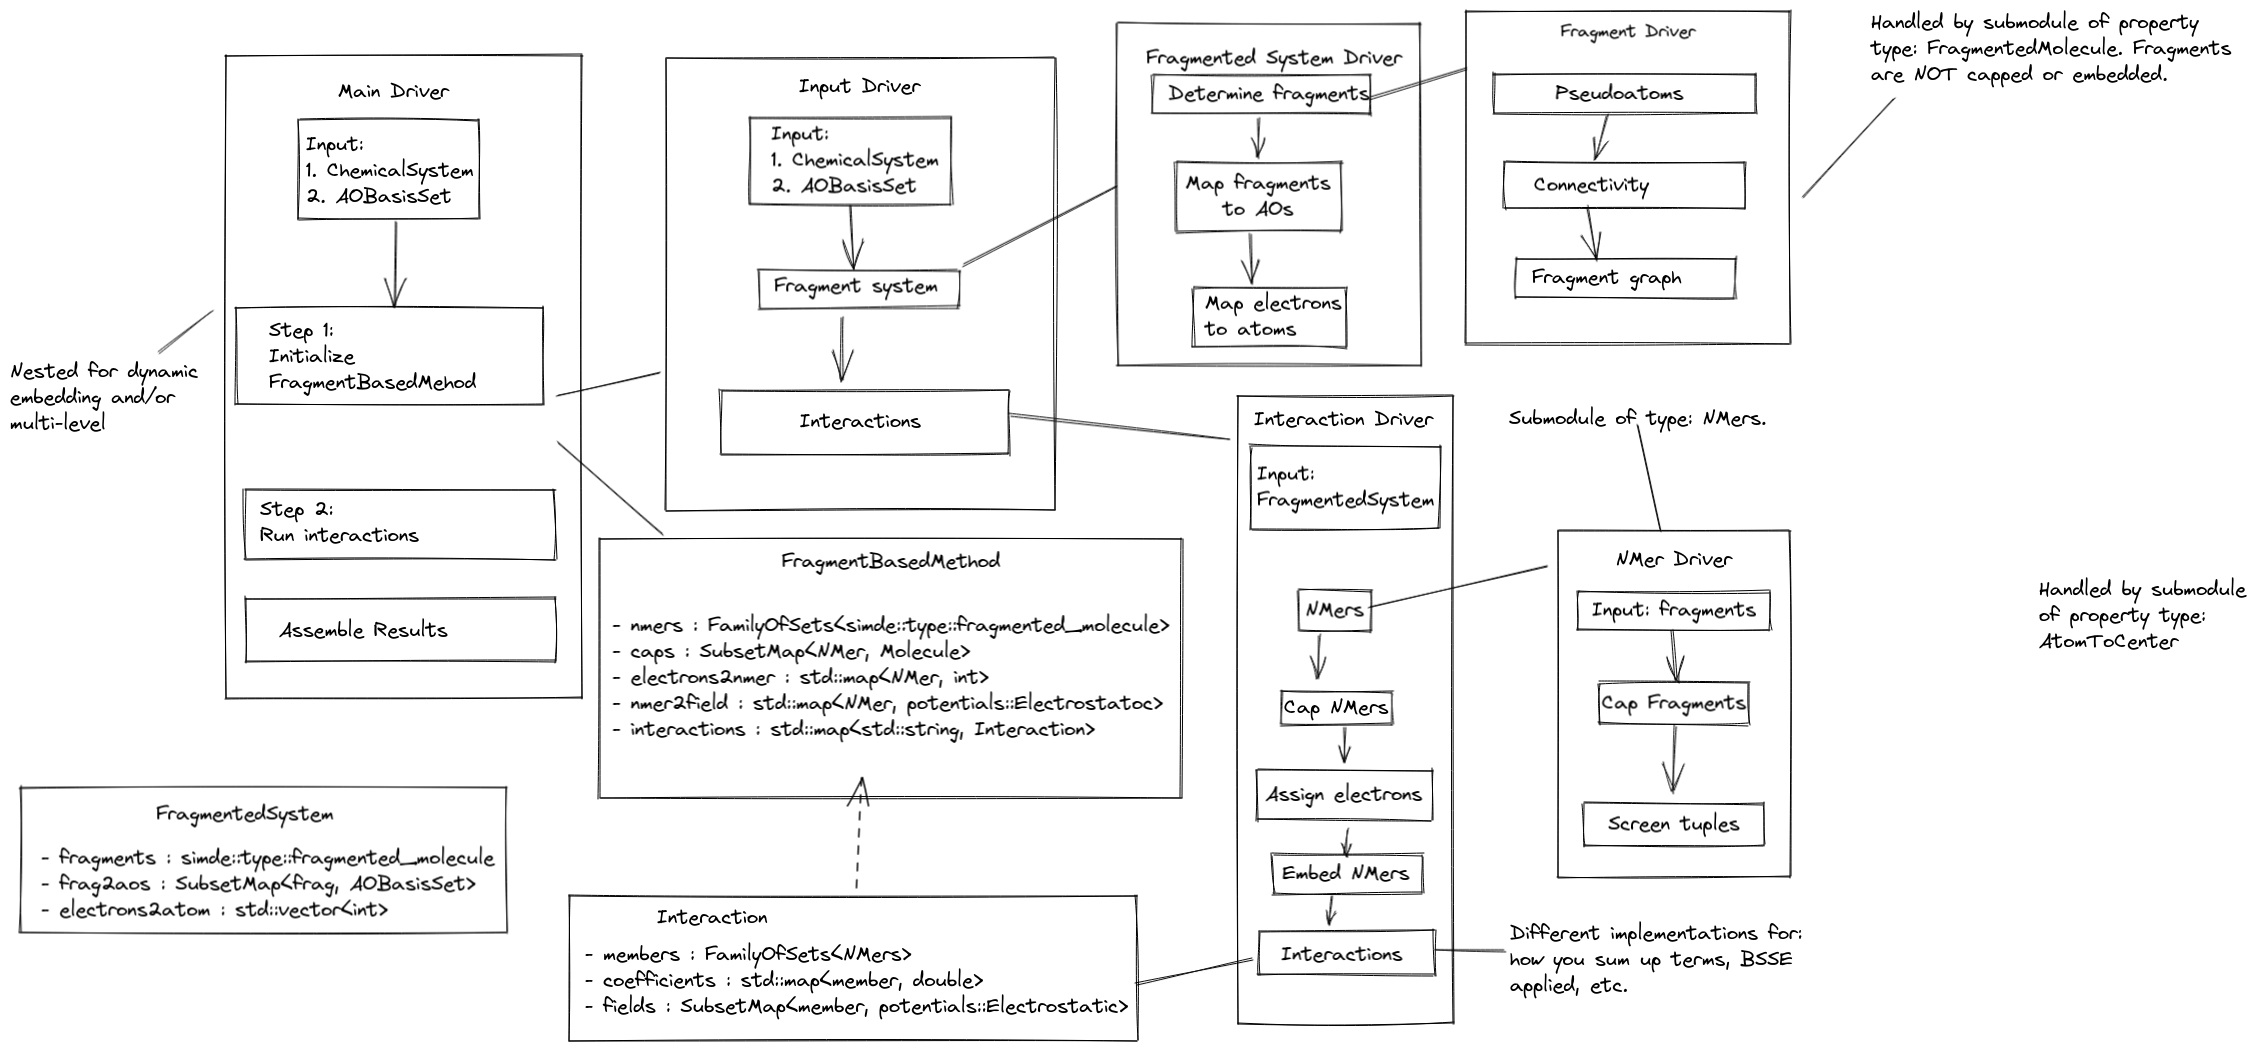 Nested for dynamic
embedding and/or
multi-level
Main Driver
Input:
1. ChemicalSystem
2. AOBasisSet
Step 1:
Initialize
FragmentBasedMehod
Step 2:
Run interactions
Assemble Results
Input Driver
Input:
1. ChemicalSystem
2. AOBasisSet
Fragment system
Interactions
Fragmented System Driver
Determine fragments
Map fragments
to AOs
Map electrons
to atoms
Fragment Driver
Pseudoatoms
Connectivity
Fragment graph
Handled by submodule of property
type: FragmentedMolecule. Fragments
are NOT capped or embedded.
FragmentBasedMethod
- nmers : FamilyOfSets<simde::type::fragmented_molecule>
- caps : SubsetMap<NMer, Molecule>
- electrons2nmer : std::map<NMer, int>
- nmer2field : std::map<NMer, potentials::Electrostatoc>
- interactions : std::map<std::string, Interaction>
Interaction Driver
Input:
FragmentedSystem
NMers
Cap NMers
Assign electrons
Embed NMers
Interactions
Submodule of type: NMers.
NMer Driver
Input: fragments
Cap Fragments
Screen tuples
Handled by submodule
of property type:
AtomToCenter
FragmentedSystem
- fragments : simde::type::fragmented_molecule
- frag2aos : SubsetMap<frag, AOBasisSet>
- electrons2atom : std::vector<int>
Interaction
- members : FamilyOfSets<NMers>
- coefficients : std::map<member, double>
- fields : SubsetMap<member, potentials::Electrostatic>
Different implementations for:
how you sum up terms, BSSE
applied, etc.